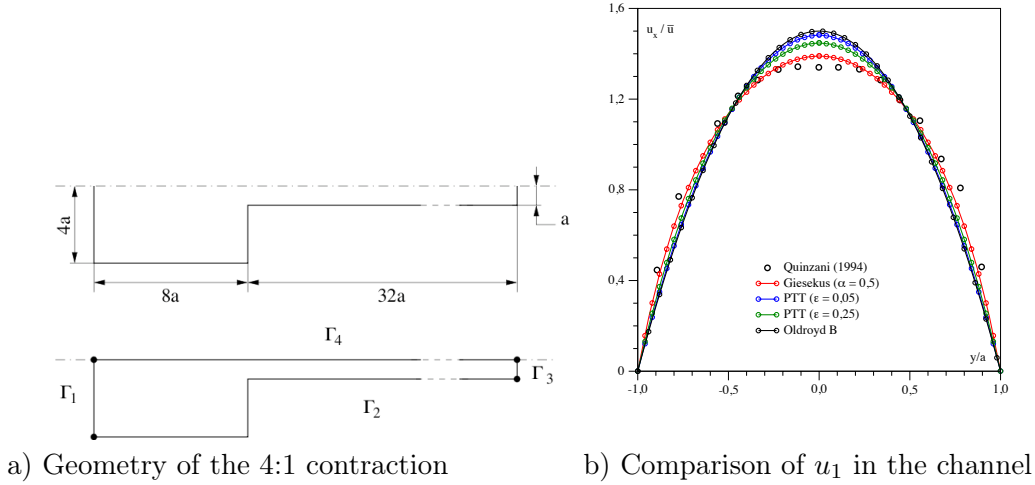 4a
a
8a
32a
Γ4
Γ1
Γ2
Γ3
a) Geometry of the 4:1 contraction
1,6
u_x / ū
1,2
0.8
0.4
0
Quinzani (1994)
Giesekus (α = 0,5)
PTT (ε = 0,05)
PTT (ε = 0,25)
Oldroyd B
y/a
-1,0
-0,5
0,0
0,5
1,0
b) Comparison of u1 in the channel